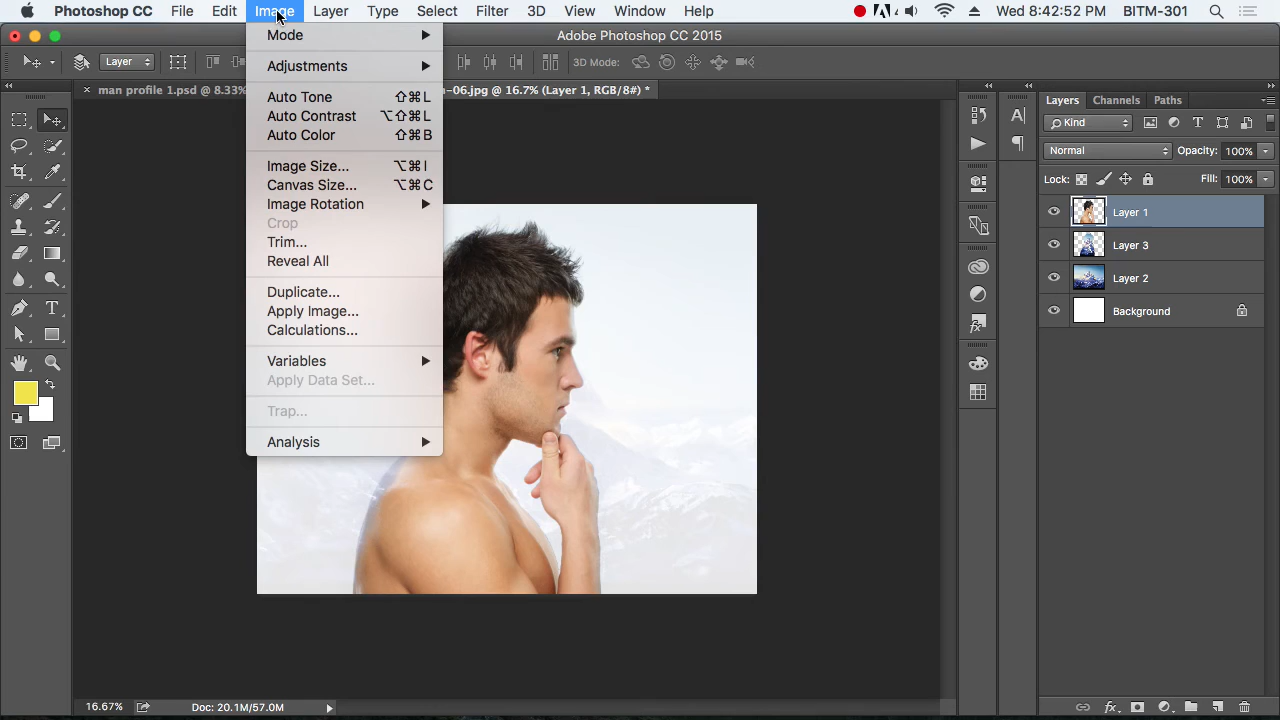 Photoshop CC File Edit Image Layer Type Select Filter 3D View Window Help 4 Wed 8:42:52 PM BITM-301
Adobe Photoshop CC 2015
Layer 3D Mode:
man profile 1.psd @ 8.33% n-06.jpg @ 16.7% (Layer 1, RGB/8#) *
Mode
Adjustments
Auto Tone ⇧⌘L
Auto Contrast ⌥⇧⌘L
Auto Color ⇧⌘B
Image Size... ⌥⌘I
Canvas Size... ⌥⌘C
Image Rotation
Crop
Trim...
Reveal All
Duplicate...
Apply Image...
Calculations...
Variables
Apply Data Set...
Trap...
Analysis
Layers Channels Paths
Kind
Normal Opacity: 100%
Lock: Fill: 100%
Layer 1
Layer 3
Layer 2
Background
16.67% Doc: 20.1M/57.0M